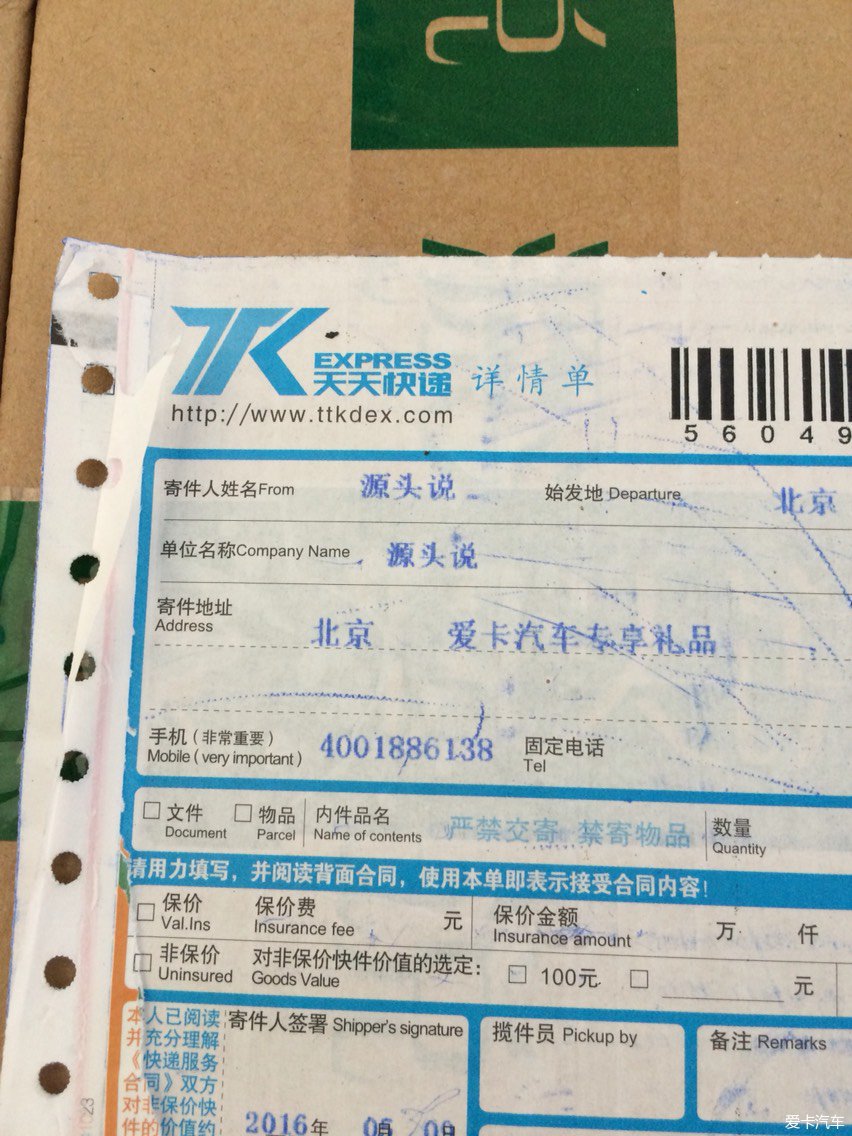 TK EXPRESS
天天快递 详情单
http://www.ttkdex.com
56049
寄件人姓名From 源头说 始发地 Departure 北京
单位名称Company Name 源头说
寄件地址
Address
北京 爱卡汽车专享礼品
手机(非常重要) 4001886138 固定电话
Mobile ( very important ) Tel
□ 文件 □ 物品 内件品名 严禁交寄 禁寄物品 数量
Document Parcel Name of contents Quantity
请用力填写，并阅读背面合同，使用本单即表示接受合同内容！
□ 保价 保价费 元 保价金额 万 仟
Val.Ins Insurance fee Insurance amount
□ 非保价 对非保价快件价值的选定： □ 100元 □ 元
Uninsured Goods Value
本人已阅读
并充分理解
《快递服务
合同》双方
对非保价快
件的价值约
寄件人签署 Shipper's signature
揽件员 Pickup by
备注 Remarks
2016年 06月 09
23
爱卡汽车